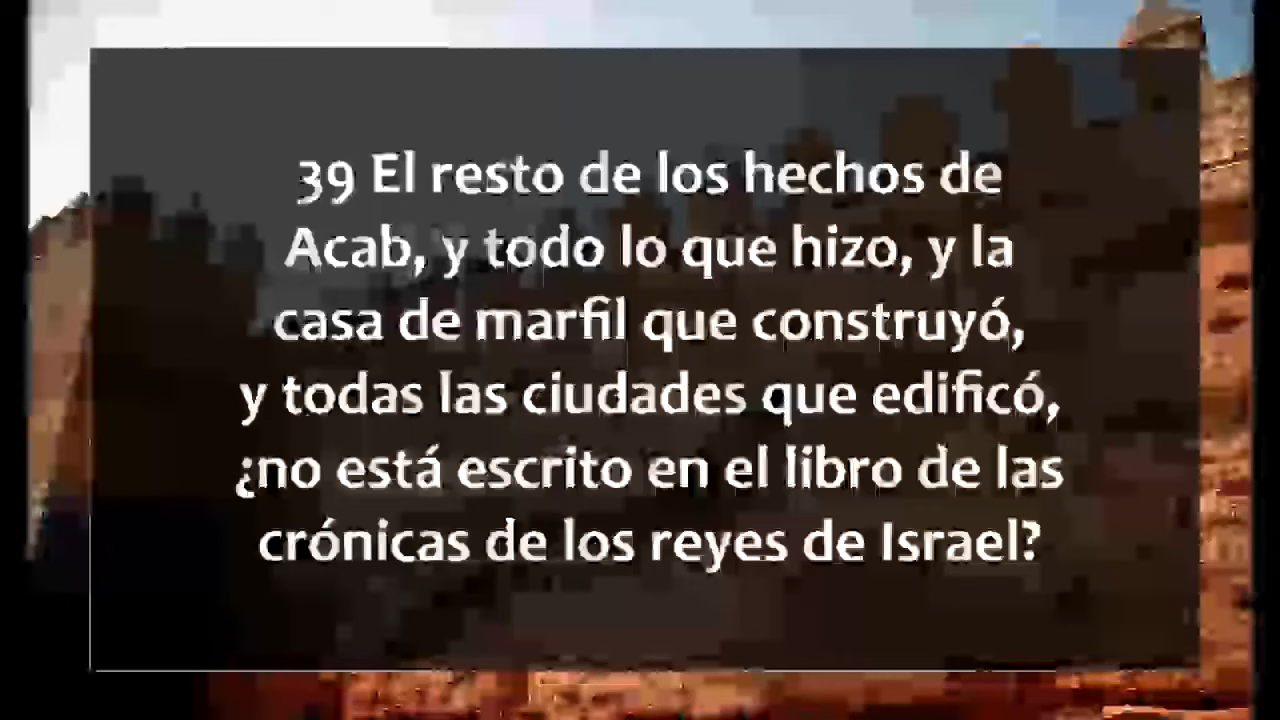 39 El resto de los hechos de
Acab, y todo lo que hizo, y la
casa de marfil que construyó,
y todas las ciudades que edificó,
¿no está escrito en el libro de las
crónicas de los reyes de Israel?